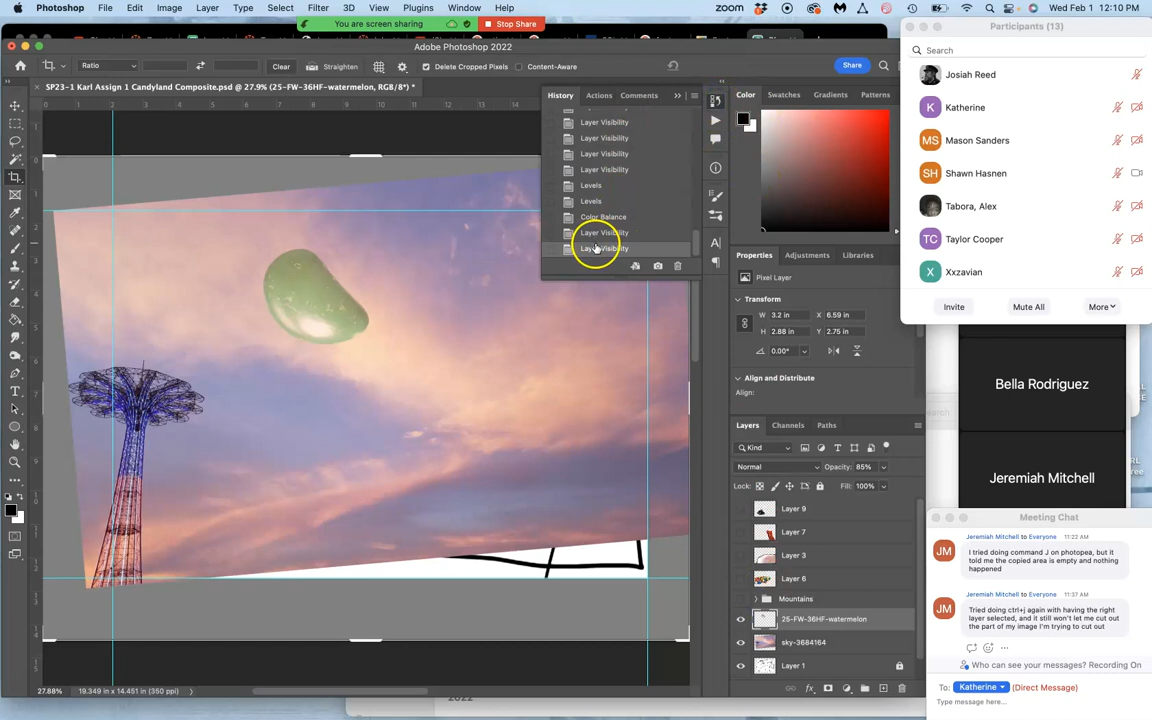 Photoshop File Edit Image Layer Type Select Filter 3D View Plugins Window Help
zoom
Wed Feb 1 12:10 PM
You are screen sharing
Stop Share
Adobe Photoshop 2022
Participants (13)
Search
Josiah Reed
K Katherine
MS Mason Sanders
SH Shawn Hasnen
Tabora, Alex
TC Taylor Cooper
X Xxzavian
Invite Mute All More
Ratio
Clear
Straighten
Delete Cropped Pixels
Content-Aware
Share
SP23-1 Karl Assign 1 Candyland Composite.psd @ 27.9% (25-FW-36HF-watermelon, RGB/8*) *
History Actions Comments
Layer Visibility
Layer Visibility
Layer Visibility
Layer Visibility
Levels
Levels
Color Balance
Layer Visibility
Layer Visibility
Color Swatches Gradients Patterns
Properties Adjustments Libraries
Pixel Layer
Transform
W 3.2 in X 6.59 in
H 2.88 in Y 2.75 in
0.00°
Align and Distribute
Align:
Layers Channels Paths
Kind
Normal Opacity: 85%
Lock: Fill: 100%
Layer 9
Layer 7
Layer 3
Layer 6
Mountains
25-FW-36HF-watermelon
sky-3684164
Layer 1
27.88% 19.349 in x 14.451 in (350 ppi)
2022
Bella Rodriguez
Jeremiah Mitchell
Meeting Chat
Jeremiah Mitchell to Everyone 11:22 AM
JM
I tried doing command J on photopea, but it
told me the copied area is empty and nothing
happened
Jeremiah Mitchell to Everyone 11:37 AM
JM
Tried doing ctrl+j again with having the right
layer selected, and it still won't let me cut out
the part of my image I'm trying to cut out
Who can see your messages? Recording On
To: Katherine (Direct Message)
Type message here...